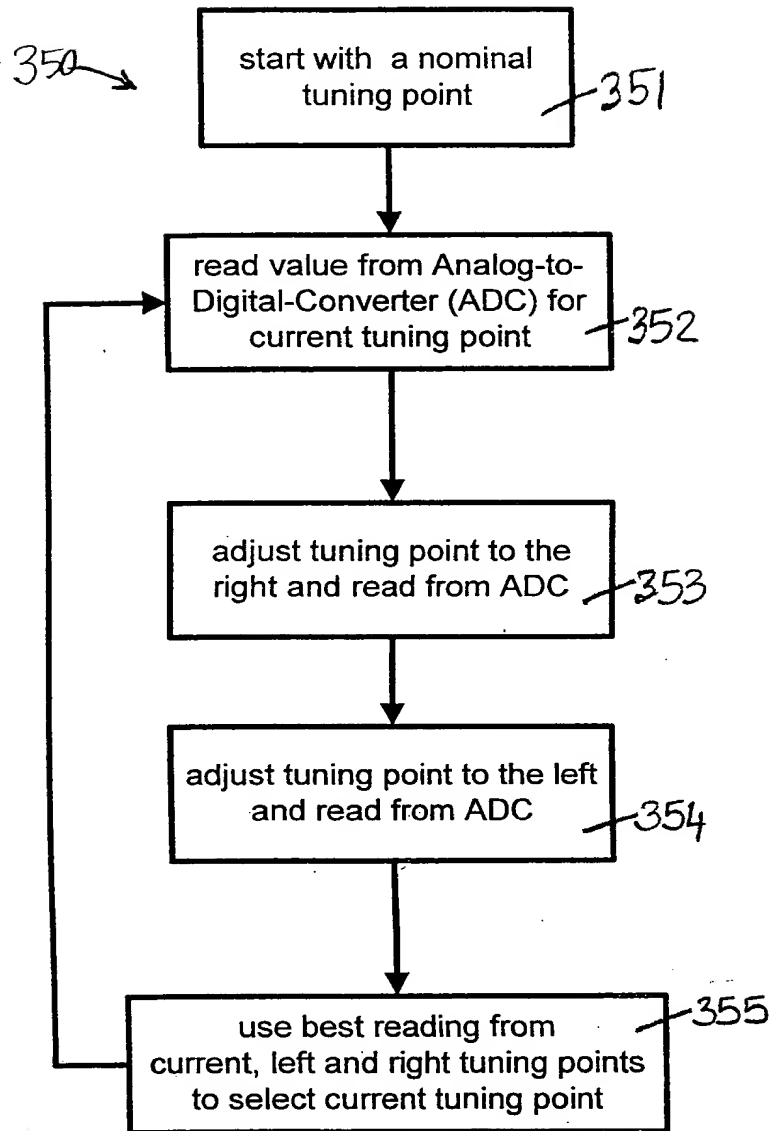 350
start with a nominal
tuning point
351
read value from Analog-to-
Digital-Converter (ADC) for
current tuning point
352
adjust tuning point to the
right and read from ADC
353
adjust tuning point to the left
and read from ADC
354
355
use best reading from
current, left and right tuning points
to select current tuning point